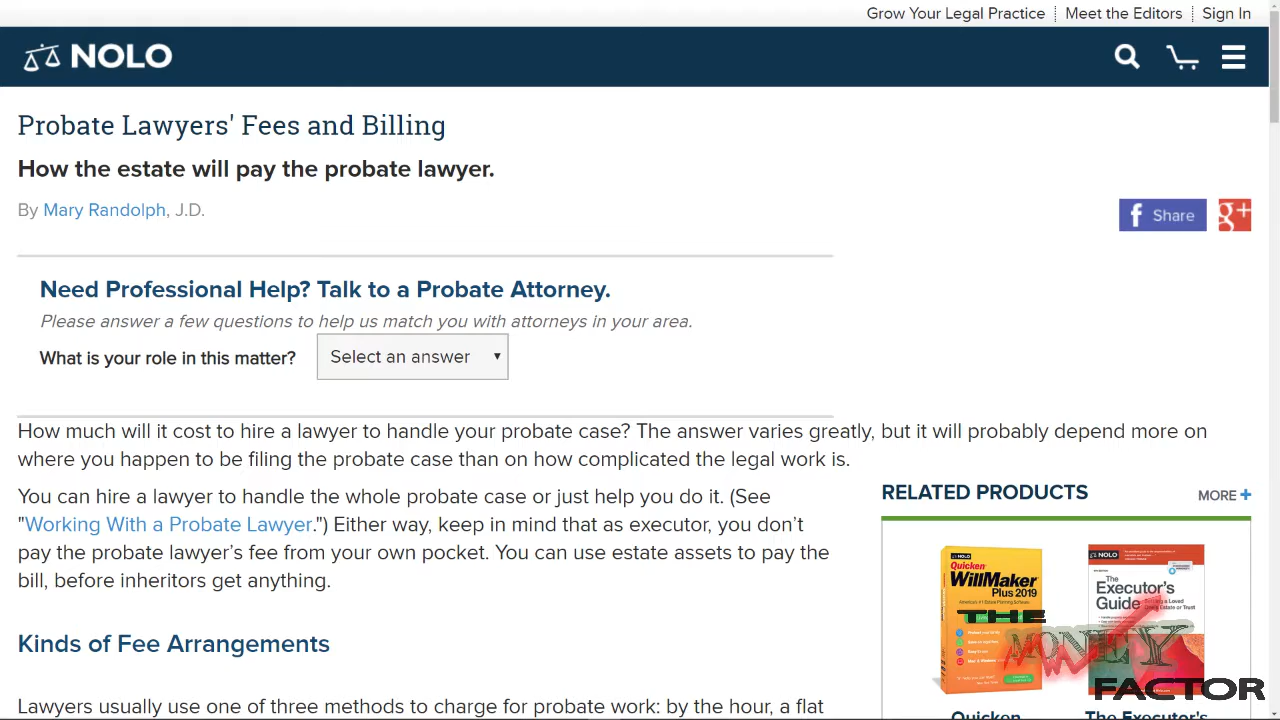 Grow Your Legal Practice
Meet the Editors
Sign In
NOLO
Probate Lawyers' Fees and Billing
How the estate will pay the probate lawyer.
By Mary Randolph, J.D.
f Share
g+
Need Professional Help? Talk to a Probate Attorney.
Please answer a few questions to help us match you with attorneys in your area.
What is your role in this matter?
Select an answer
How much will it cost to hire a lawyer to handle your probate case? The answer varies greatly, but it will probably depend more on
where you happen to be filing the probate case than on how complicated the legal work is.
You can hire a lawyer to handle the whole probate case or just help you do it. (See
"Working With a Probate Lawyer.") Either way, keep in mind that as executor, you don’t
pay the probate lawyer’s fee from your own pocket. You can use estate assets to pay the
bill, before inheritors get anything.
Kinds of Fee Arrangements
Lawyers usually use one of three methods to charge for probate work: by the hour, a flat
RELATED PRODUCTS
MORE +
NOLO
Quicken
WillMaker
Plus 2019
NOLO
The
Executor's
Guide
THE
MONEY
FACTOR
Quicken
The Executor's